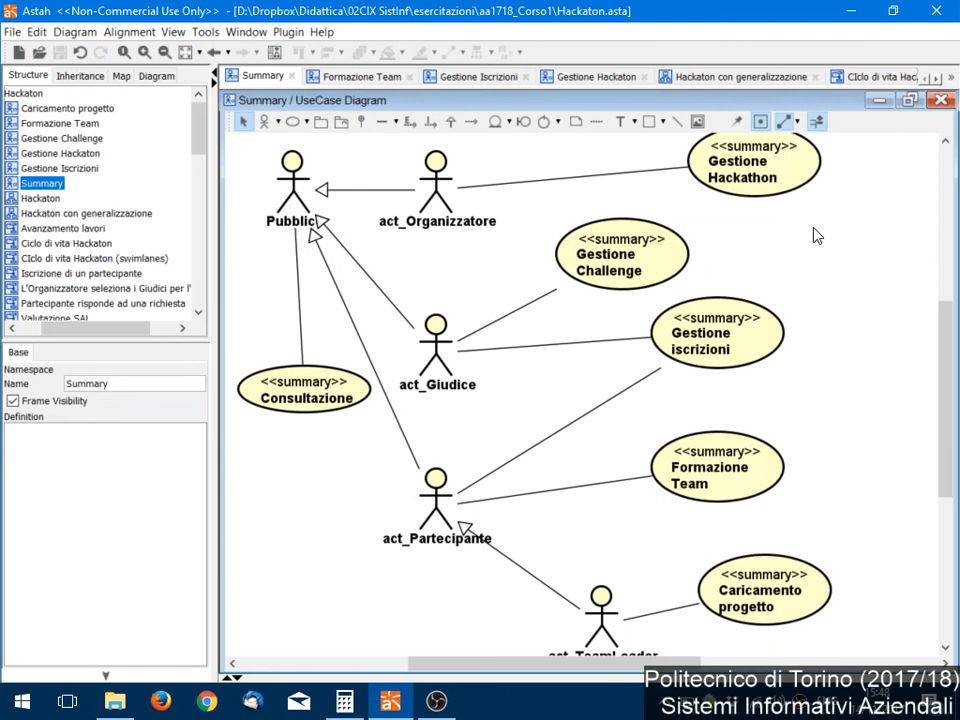 Astah <<Non-Commercial Use Only>> - [D:\Dropbox\Didattica\02CIX SistInf\esercitazioni\aa1718_Corso1\Hackaton.asta]
File Edit Diagram Alignment View Tools Window Plugin Help
Structure Inheritance Map Diagram
Summary Formazione Team Gestione Iscrizioni Gestione Hackaton Hackaton con generalizzazione CIclo di vita Hac.
Summary / UseCase Diagram
Hackaton
Caricamento progetto
Formazione Team
Gestione Challenge
Gestione Hackaton
Gestione Iscrizioni
Summary
Hackaton
Hackaton con generalizzazione
Avanzamento lavori
Ciclo di vita Hackaton
CIclo di vita Hackaton (swimlanes)
Iscrizione di un partecipante
L'Organizzatore seleziona i Giudici per l'
Partecipante risponde ad una richiesta
Valutazione SAL
Base
Namespace
Name Summary
Frame Visibility
Definition
<<summary>>
Gestione
Hackathon
Pubblic
act_Organizzatore
<<summary>>
Gestione
Challenge
<<summary>>
Gestione
iscrizioni
act_Giudice
<<summary>>
Consultazione
<<summary>>
Formazione
Team
act_Partecipante
<<summary>>
Caricamento
progetto
act_TeamLeader
Politecnico di Torino (2017/18)
Sistemi Informativi Aziendali
15:48